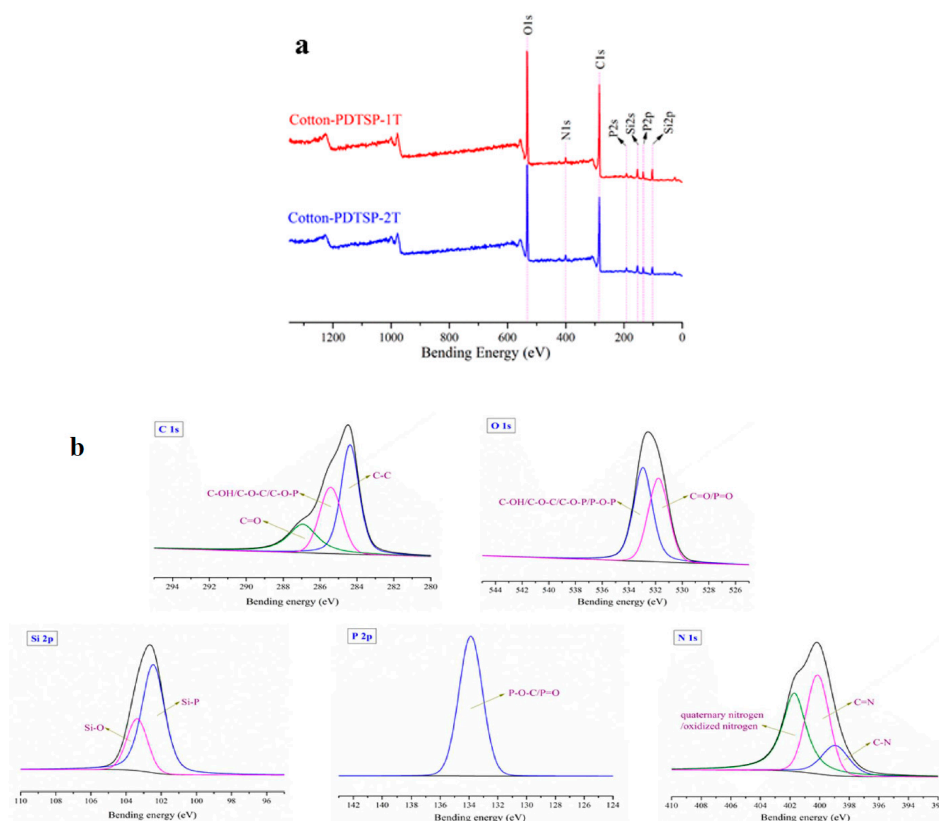 a
O1s
C1s
N1s
P2s
Si2s
P2p
Si2p
Cotton-PDTSP-1T
Cotton-PDTSP-2T
1200 1000 800 600 400 200 0
Bending Energy (eV)
b
C 1s
C-OH/C-O-C/C-O-P
C-C
C=O
294 292 290 288 286 284 282 280
Bending energy (eV)
O 1s
C-OH/C-O-C/C-O-P/P-O-P
C=O/P=O
544 542 540 538 536 534 532 530 528 526
Bending energy (eV)
Si 2p
Si-P
Si-O
110 108 106 104 102 100 98 96
Bending energy (eV)
P 2p
P-O-C/P=O
142 140 138 136 134 132 130 128 126 124
Bending energy (eV)
N 1s
C=N
quaternary nitrogen
/oxidized nitrogen
C-N
410 408 406 404 402 400 398 396 394
Bending energy (eV)